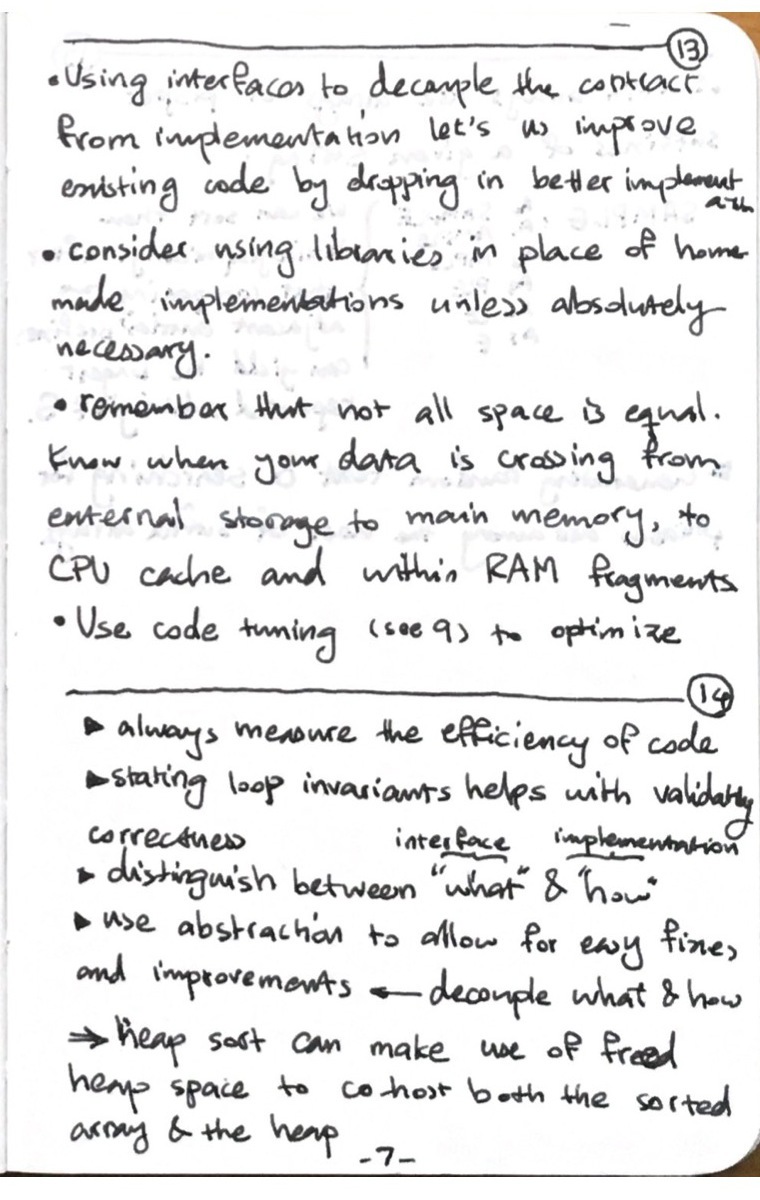 13
• Using interfaces to decouple the contract
from implementation let's us improve
existing code by dropping in better implement
ation
• consider using libraries in place of home
made implementations unless absolutely
necessary.
• remember that not all space is equal.
Know when your data is crossing from
external storage to main memory, to
CPU cache and within RAM fragments
• Use code tuning (see 9) to optimize
14
▶ always measure the efficiency of code
▶ stating loop invariants helps with validating
correctness interface implementation
▶ distinguish between "what" & "how"
▶ use abstraction to allow for easy fixes,
and improvements ← decouple what & how
⇒ heap sort can make use of freed
heap space to co-host both the sorted
array & the heap
-7-